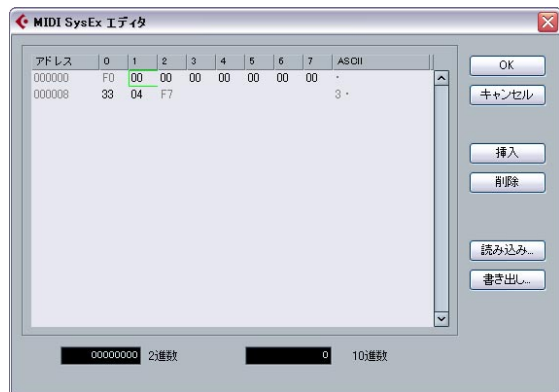 MIDI SysEx エディタ
アドレス 0 1 2 3 4 5 6 7 ASCII
000000 F0 00 00 00 00 00 00 00 ·
000008 33 04 F7 3 ·
OK
キャンセル
挿入
削除
読み込み...
書き出し...
00000000 2進数 0 10進数